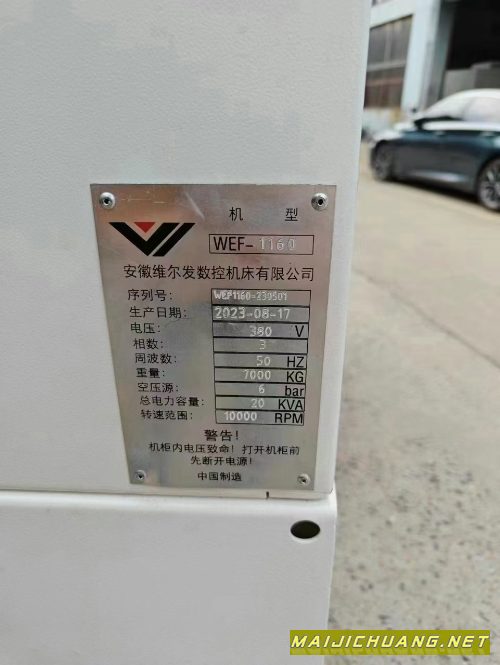 机 型
WEF-1160
安徽维尔发数控机床有限公司
序列号: WEF1160-230501
生产日期: 2023-08-17
电压: 380 V
相数: 3
周波数: 50 HZ
重量: 7000 KG
空压源: 6 bar
总电力容量: 20 KVA
转速范围: 10000 RPM
警告!
机柜内电压致命! 打开机柜前
先断开电源!
中国制造
MAIJICHUANG.NET